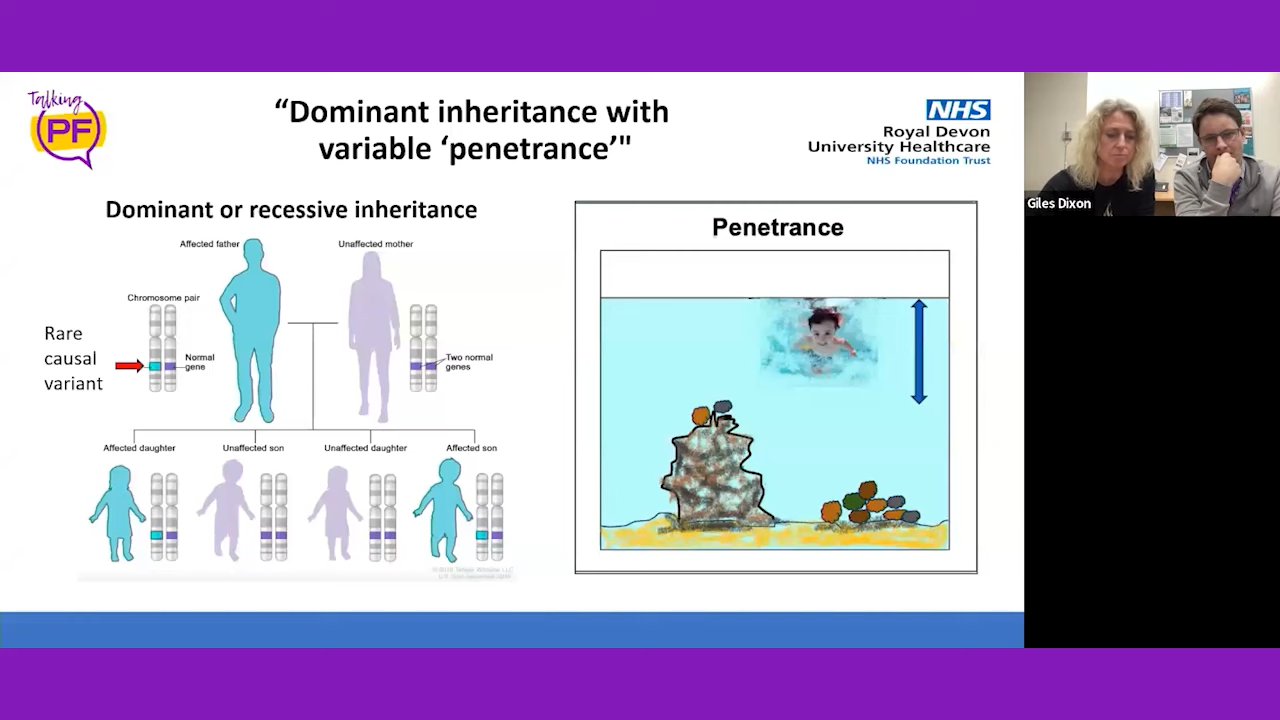 Talking
PF
“Dominant inheritance with
variable ‘penetrance’"
NHS
Royal Devon
University Healthcare
NHS Foundation Trust
Dominant or recessive inheritance
Affected father
Unaffected mother
Chromosome pair
Rare
causal
variant
Normal
gene
Two normal
genes
Affected daughter
Unaffected son
Unaffected daughter
Affected son
Penetrance
Giles Dixon